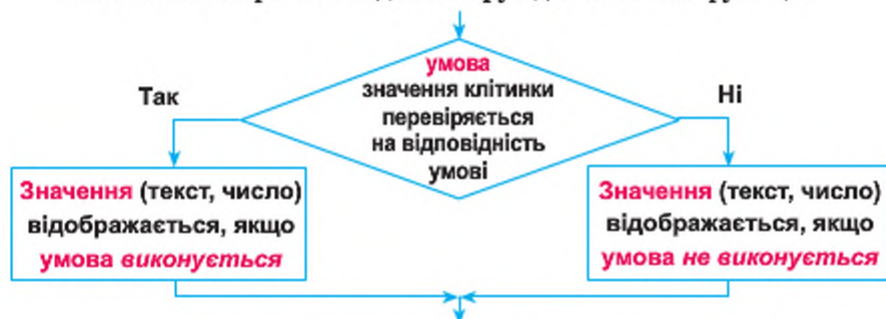 умова
значення клітинки
перевіряється
на відповідність
умові
Так
Ні
Значення (текст, число)
відображається, якщо
умова виконується
Значення (текст, число)
відображається, якщо
умова не виконується